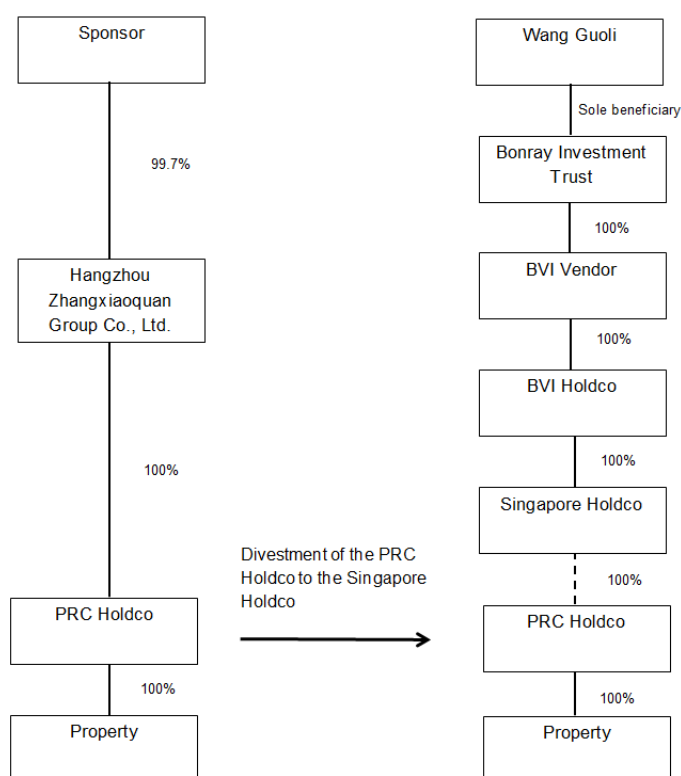 Sponsor
99.7%
Hangzhou
Zhangxiaoquan
Group Co., Ltd.
100%
PRC Holdco
100%
Property
Divestment of the PRC
Holdco to the Singapore
Holdco
Wang Guoli
Sole beneficiary
Bonray Investment
Trust
100%
BVI Vendor
100%
BVI Holdco
100%
Singapore Holdco
100%
PRC Holdco
100%
Property